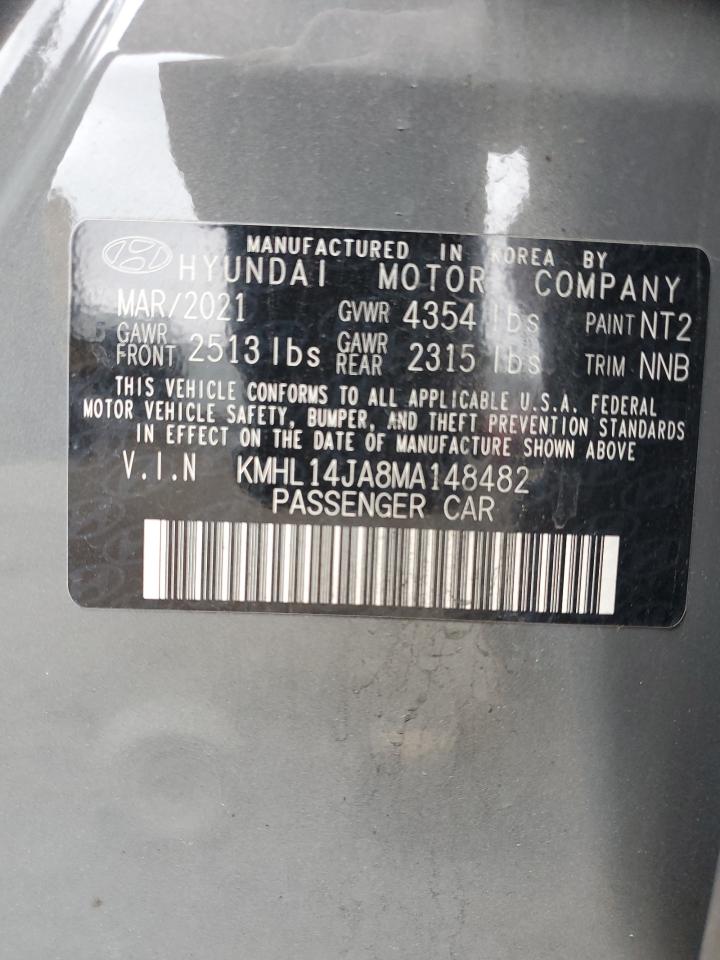 MANUFACTURED IN KOREA BY
HYUNDAI MOTOR COMPANY
MAR/2021 GVWR 4354 lbs PAINT NT2
GAWR FRONT 2513 lbs GAWR REAR 2315 lbs TRIM NNB
THIS VEHICLE CONFORMS TO ALL APPLICABLE U.S.A. FEDERAL
MOTOR VEHICLE SAFETY, BUMPER, AND THEFT PREVENTION STANDARDS
IN EFFECT ON THE DATE OF MANUFACTURE SHOWN ABOVE
V.I.N KMHL14JA8MA148482
PASSENGER CAR